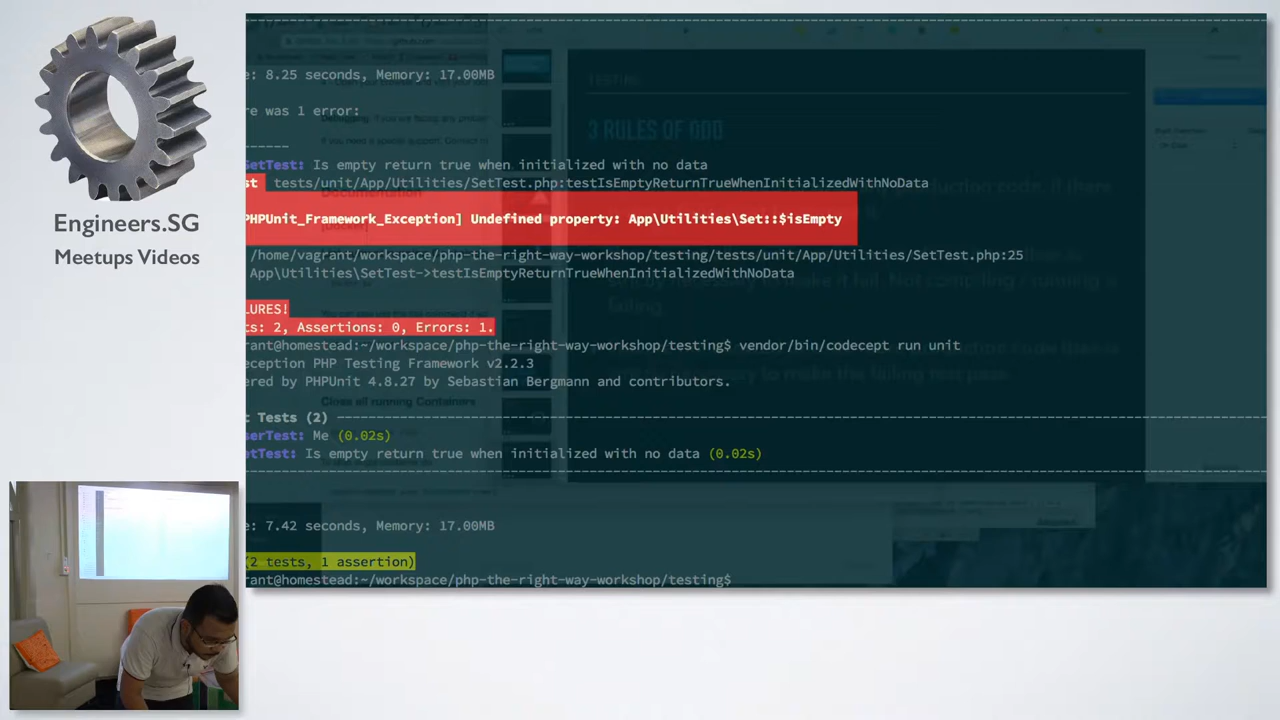 Engineers.SG
Meetups Videos
: 8.25 seconds, Memory: 17.00MB
re was 1 error:
------
SetTest: Is empty return true when initialized with no data
st tests/unit/App/Utilities/SetTest.php:testIsEmptyReturnTrueWhenInitializedWithNoData
PHPUnit_Framework_Exception] Undefined property: App\Utilities\Set::$isEmpty
/home/vagrant/workspace/php-the-right-way-workshop/testing/tests/unit/App/Utilities/SetTest.php:25
App\Utilities\SetTest->testIsEmptyReturnTrueWhenInitializedWithNoData
LURES!
ts: 2, Assertions: 0, Errors: 1.
rant@homestead:~/workspace/php-the-right-way-workshop/testing$ vendor/bin/codecept run unit
eception PHP Testing Framework v2.2.3
ered by PHPUnit 4.8.27 by Sebastian Bergmann and contributors.
t Tests (2) ------------------------------------------------
serTest: Me (0.02s)
etTest: Is empty return true when initialized with no data (0.02s)
e: 7.42 seconds, Memory: 17.00MB
(2 tests, 1 assertion)
rant@homestead:~/workspace/php-the-right-way-workshop/testing$
TESTING
3 RULES OF
Close all running Containers